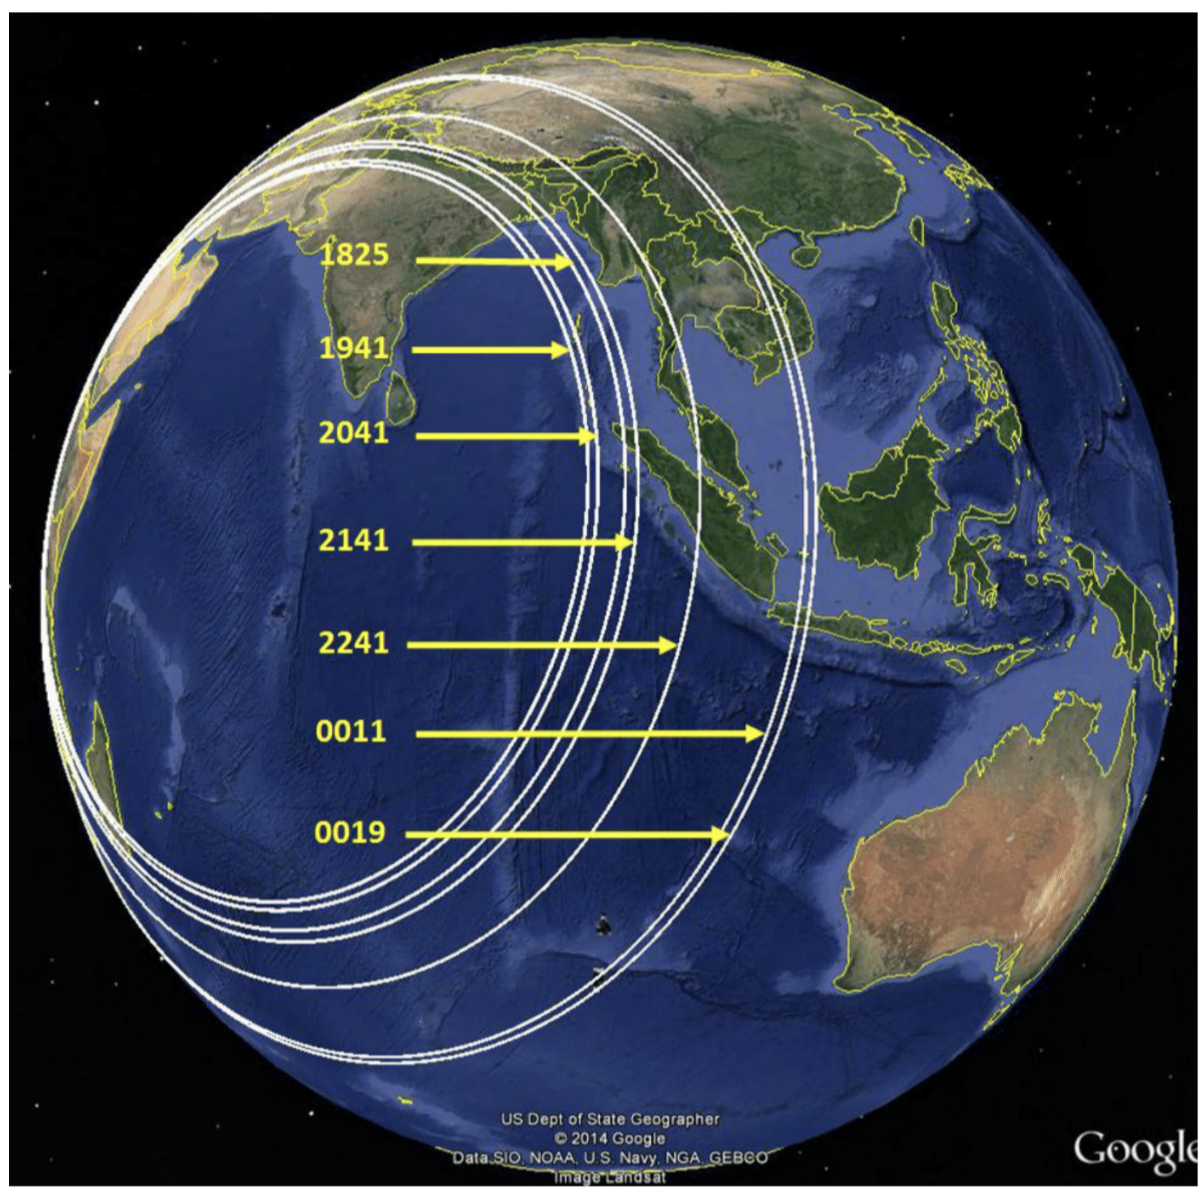 1825
1941
2041
2141
2241
0011
0019
US Dept of State Geographer
© 2014 Google
Data SIO, NOAA, U.S. Navy, NGA, GEBCO
Image Landsat
Google